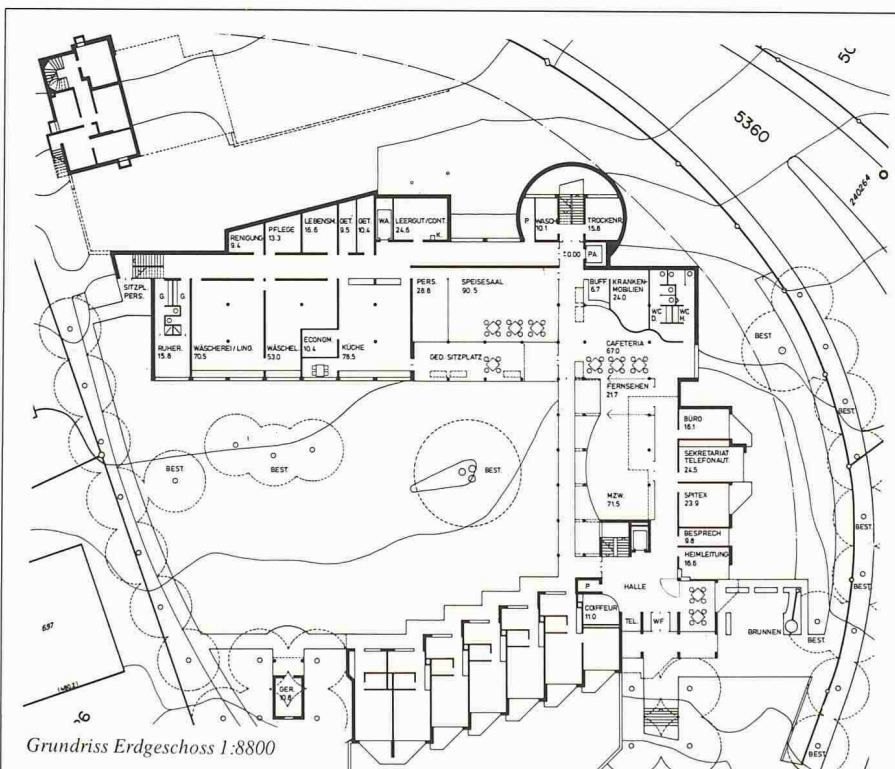 50
5360
240264
LEBENSM.
16.6
GET.
9.5
GET.
10.4
WA.
LEERGUT/CONT.
24.6
K.
PFLEGE
13.3
RENIGUNG
9.4
P
WASCH
10.1
TROCKENR.
15.8
±0.00
PA.
SITZPL.
PERS.
G.
G.
PERS.
28.8
SPEISESAAL
90.5
BUFF
6.7
KRANKEN-
MOBILIEN
24.0
WC
D.
WC
H.
RUHER.
15.8
WÄSCHEREI / LING.
70.5
WÄSCHEL.
53.0
ECONOM.
10.4
KÜCHE
78.5
GED. SITZPLATZ
CAFETERIA
67.0
FERNSEHEN
21.7
BEST.
BÜRO
16.1
SEKRETARIAT
TELEFONAUT.
24.5
BEST.
BEST.
BEST.
MZW.
71.5
SPITEX
23.9
BESPRECH
9.8
HEIMLEITUNG
16.6
BEST.
BEST.
P
HALLE
COIFFEUR
11.0
TEL.
WF
BRUNNEN
BEST.
657
GER.
10.6
BEST.
BEST.
Grundriss Erdgeschoss 1:8800